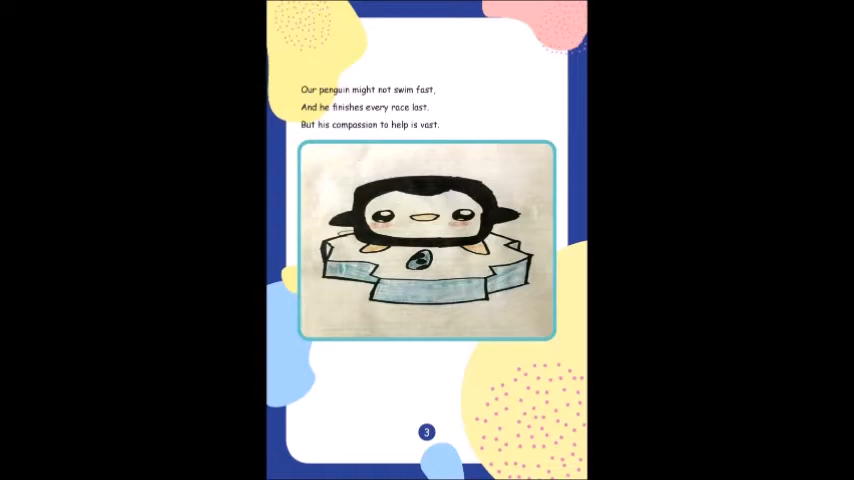 Our penguin might not swim fast,
And he finishes every race last.
But his compassion to help is vast.
3